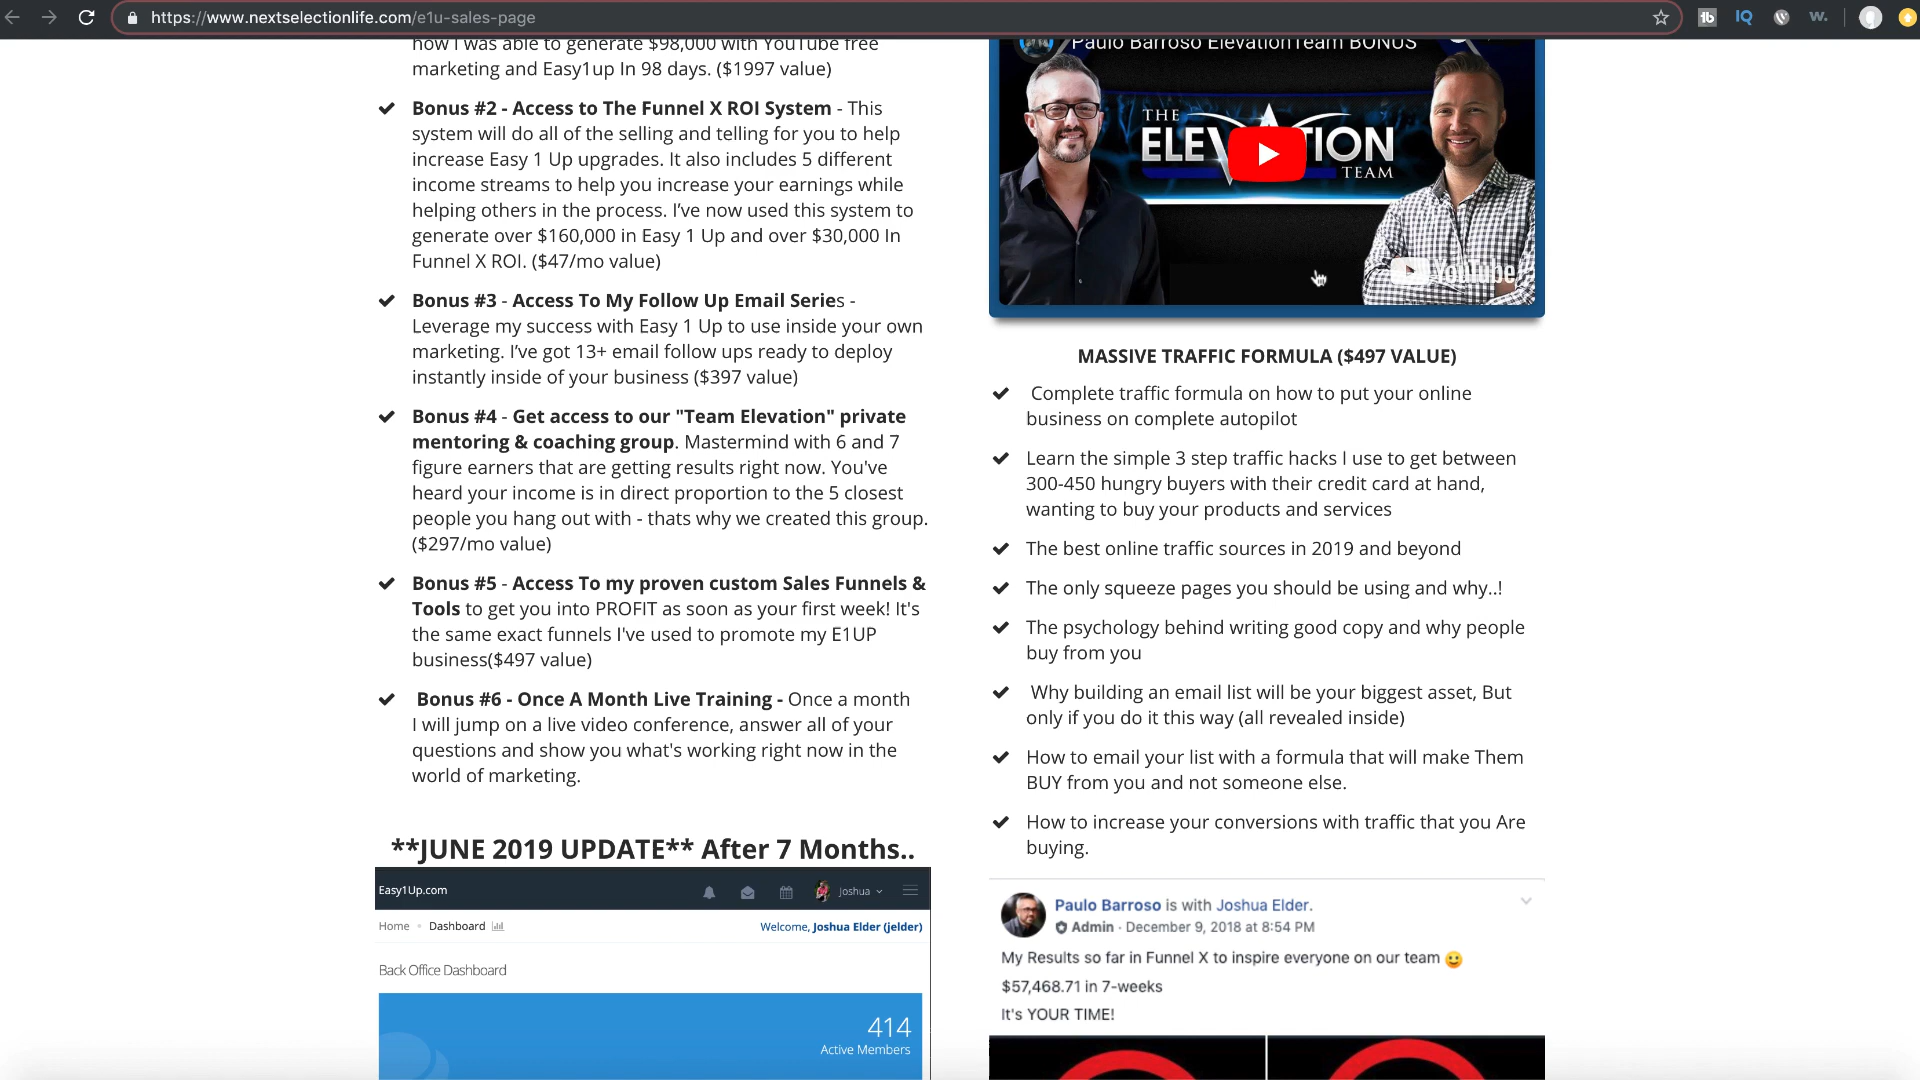 https://www.nextselectionlife.com/e1u-sales-page
how I was able to generate $98,000 with YouTube free
marketing and Easy1up In 98 days. ($1997 value)
Bonus #2 - Access to The Funnel X ROI System - This
system will do all of the selling and telling for you to help
increase Easy 1 Up upgrades. It also includes 5 different
income streams to help you increase your earnings while
helping others in the process. I’ve now used this system to
generate over $160,000 in Easy 1 Up and over $30,000 In
Funnel X ROI. ($47/mo value)
Bonus #3 - Access To My Follow Up Email Series -
Leverage my success with Easy 1 Up to use inside your own
marketing. I’ve got 13+ email follow ups ready to deploy
instantly inside of your business ($397 value)
Bonus #4 - Get access to our "Team Elevation" private
mentoring & coaching group. Mastermind with 6 and 7
figure earners that are getting results right now. You've
heard your income is in direct proportion to the 5 closest
people you hang out with - thats why we created this group.
($297/mo value)
Bonus #5 - Access To my proven custom Sales Funnels &
Tools to get you into PROFIT as soon as your first week! It's
the same exact funnels I've used to promote my E1UP
business($497 value)
Bonus #6 - Once A Month Live Training - Once a month
I will jump on a live video conference, answer all of your
questions and show you what's working right now in the
world of marketing.
**JUNE 2019 UPDATE** After 7 Months..
Easy1Up.com
Joshua
Home
Dashboard
Welcome, Joshua Elder (jelder)
Back Office Dashboard
414
Active Members
Paulo Barroso ElevationTeam BONUS
THE
ELEVATION
TEAM
YouTube
MASSIVE TRAFFIC FORMULA ($497 VALUE)
Complete traffic formula on how to put your online
business on complete autopilot
Learn the simple 3 step traffic hacks I use to get between
300-450 hungry buyers with their credit card at hand,
wanting to buy your products and services
The best online traffic sources in 2019 and beyond
The only squeeze pages you should be using and why..!
The psychology behind writing good copy and why people
buy from you
Why building an email list will be your biggest asset, But
only if you do it this way (all revealed inside)
How to email your list with a formula that will make Them
BUY from you and not someone else.
How to increase your conversions with traffic that you Are
buying.
Paulo Barroso is with Joshua Elder.
Admin · December 9, 2018 at 8:54 PM
My Results so far in Funnel X to inspire everyone on our team
$57,468.71 in 7-weeks
It's YOUR TIME!
tb
IQ
w.